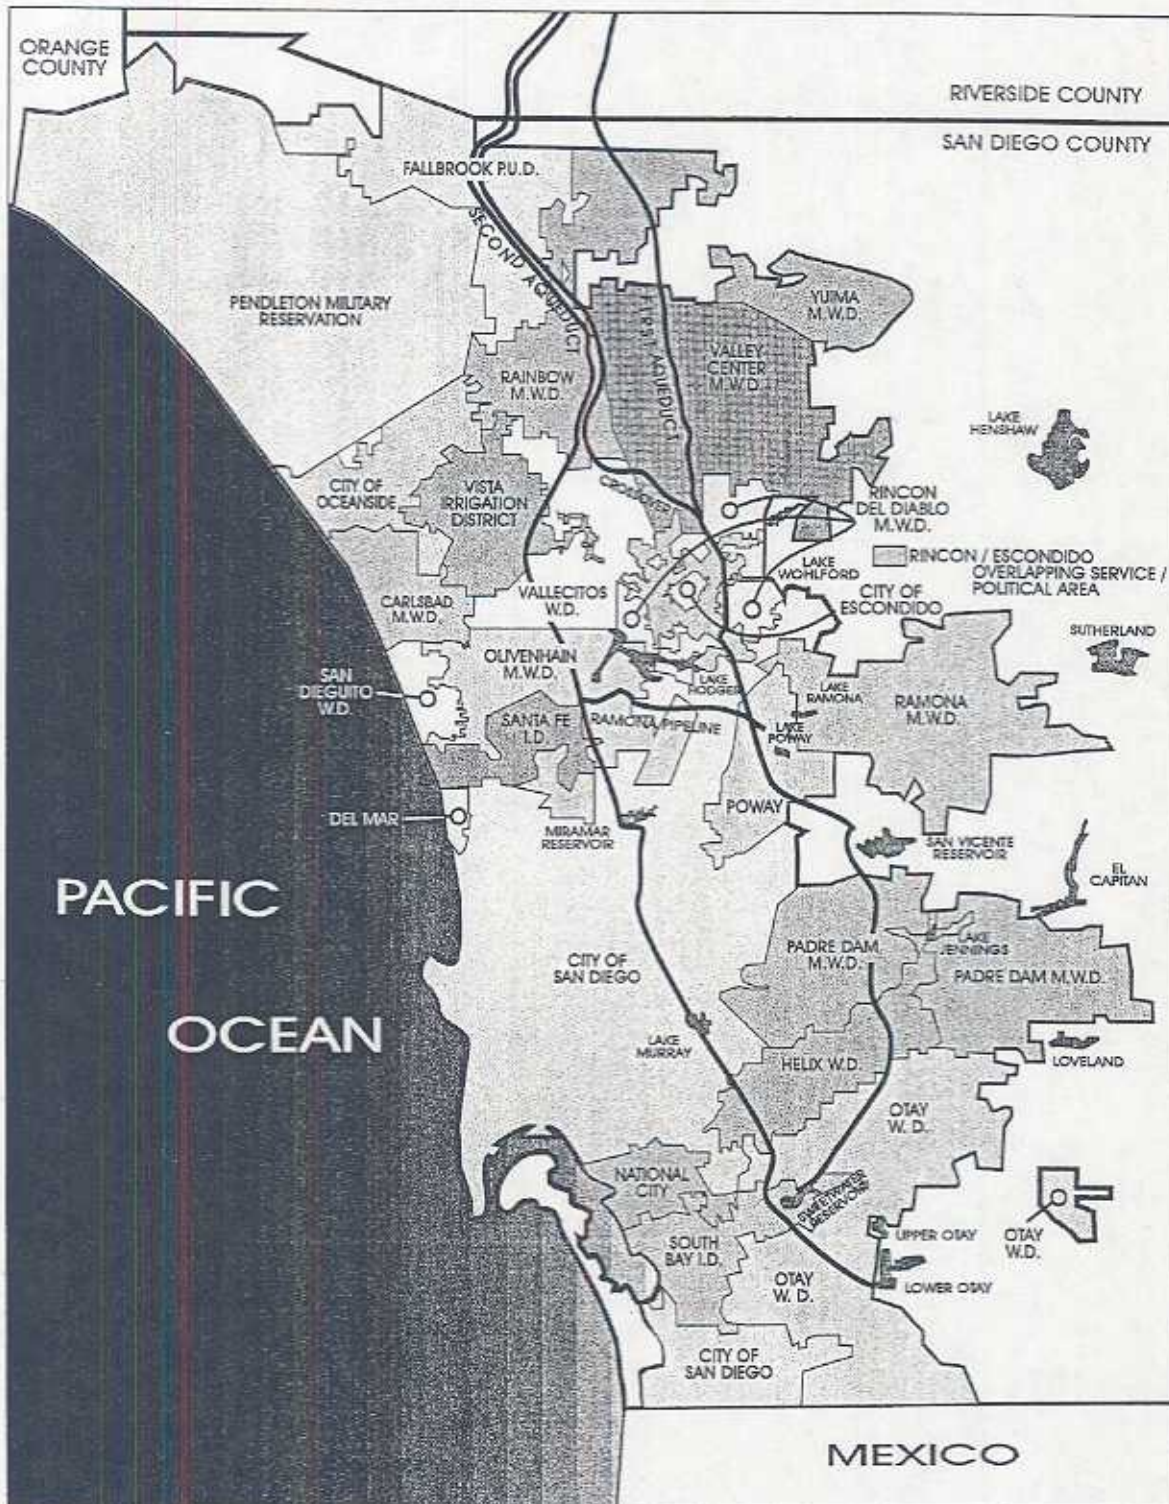 ORANGE
COUNTY
RIVERSIDE COUNTY
SAN DIEGO COUNTY
FALLBROOK P.U.D.
SECOND AQUEDUCT
PENDLETON MILITARY
RESERVATION
FIRST AQUEDUCT
YUIMA
M.W.D.
VALLEY
CENTER
M.W.D.
RAINBOW
M.W.D.
LAKE
HENSHAW
CITY OF
OCEANSIDE
VISTA
IRRIGATION
DISTRICT
CROSSOVER
RINCON
DEL DIABLO
M.W.D.
RINCON / ESCONDIDO
OVERLAPPING SERVICE /
POLITICAL AREA
LAKE
WOHLFORD
CITY OF
ESCONDIDO
CARLSBAD
M.W.D.
VALLECITOS
W.D.
SUTHERLAND
OLIVENHAIN
M.W.D.
LAKE
HODGES
LAKE
RAMONA
RAMONA
M.W.D.
SAN
DIEGUITO
W.D.
SANTA FE
I.D.
RAMONA PIPELINE
LAKE
POWAY
DEL MAR
MIRAMAR
RESERVOIR
POWAY
SAN VICENTE
RESERVOIR
EL
CAPITAN
PACIFIC
OCEAN
CITY OF
SAN DIEGO
PADRE DAM
M.W.D.
LAKE
JENNINGS
PADRE DAM M.W.D.
LAKE
MURRAY
HELIX W.D.
LOVELAND
OTAY
W. D.
NATIONAL
CITY
SWEETWATER
RESERVOIR
SOUTH
BAY I.D.
UPPER OTAY
OTAY
W.D.
LOWER OTAY
OTAY
W. D.
CITY OF
SAN DIEGO
MEXICO